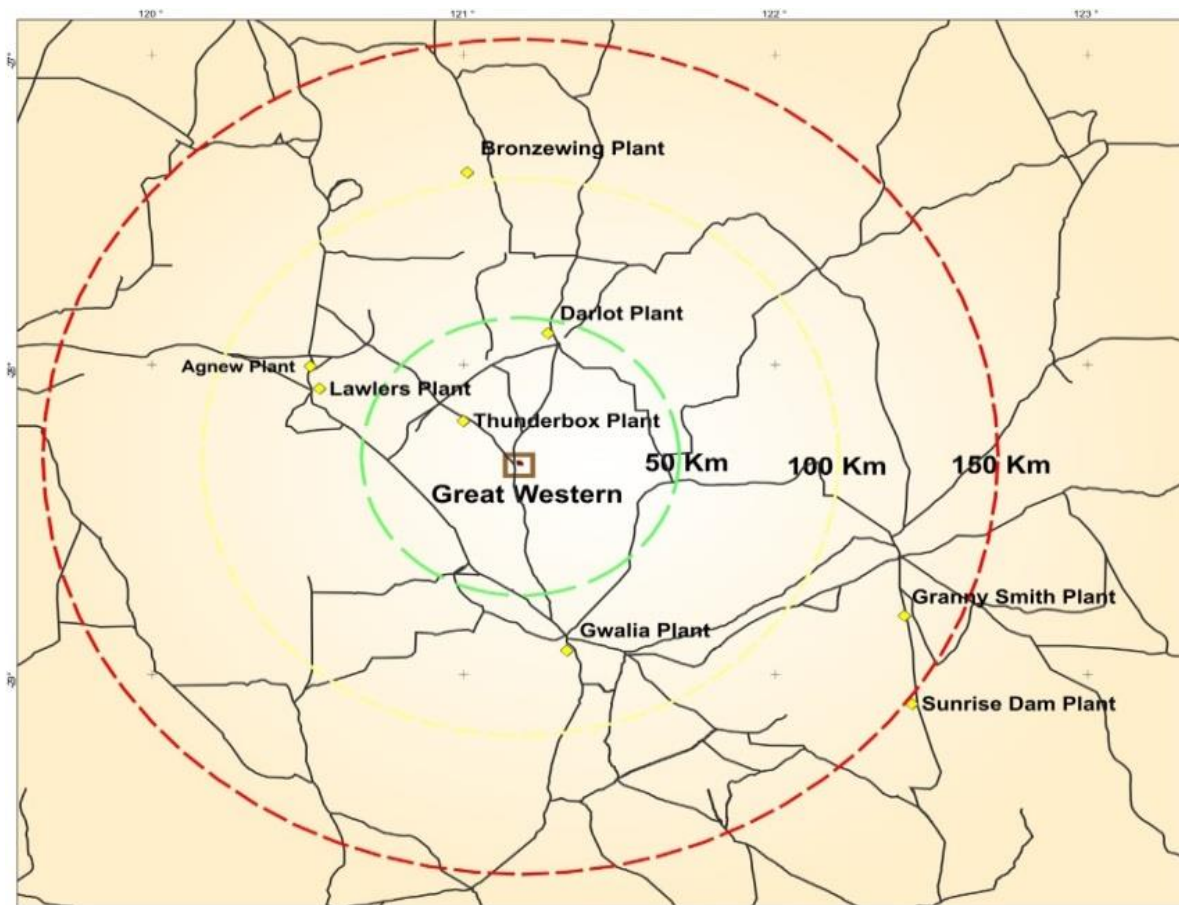 120 °
121 °
122 °
123 °
Bronzewing Plant
Darlot Plant
Agnew Plant
Lawlers Plant
Thunderbox Plant
50 Km
100 Km
150 Km
Great Western
Granny Smith Plant
Gwalia Plant
Sunrise Dam Plant